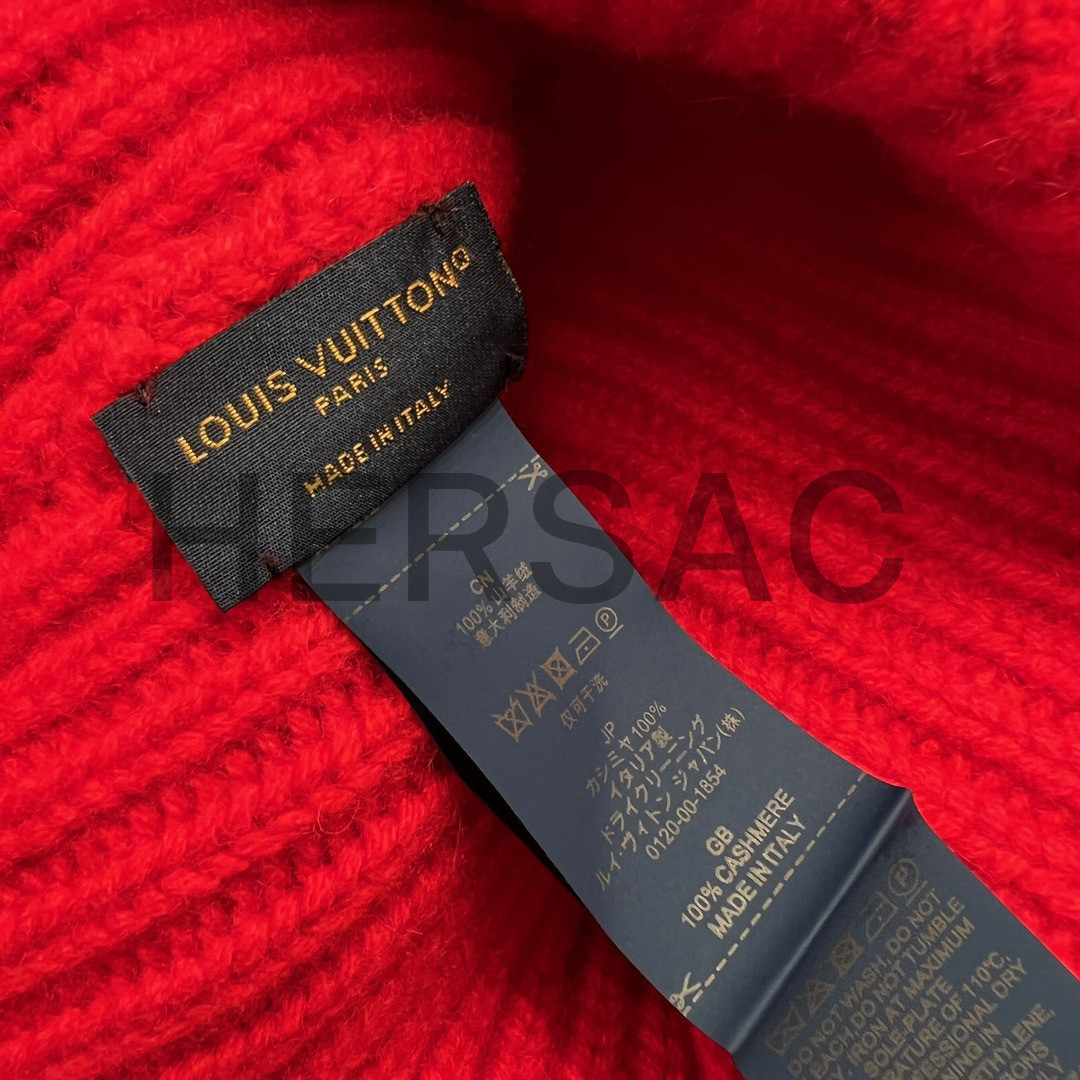 LOUIS VUITTON
PARIS
MADE IN ITALY
HERSAC
CN
100%山羊绒
意大利制造
P
仅可干洗
JP
カシミヤ100%
イタリア製
ドライクリーニング
ルイ・ヴィトン ジャパン(株)
0120-00-1854
GB
100% CASHMERE
MADE IN ITALY
P
DO NOT WASH, DO NOT
BLEACH, DO NOT TUMBLE
DRY, IRON AT MAXIMUM
SOLE-PLATE
OF 110°C,
DRY
IN